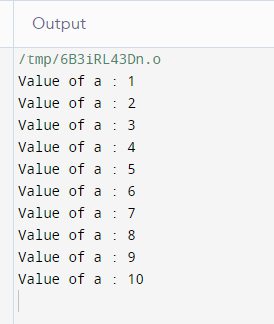 Output
/tmp/6B3iRL43Dn.o
Value of a : 1
Value of a : 2
Value of a : 3
Value of a : 4
Value of a : 5
Value of a : 6
Value of a : 7
Value of a : 8
Value of a : 9
Value of a : 10